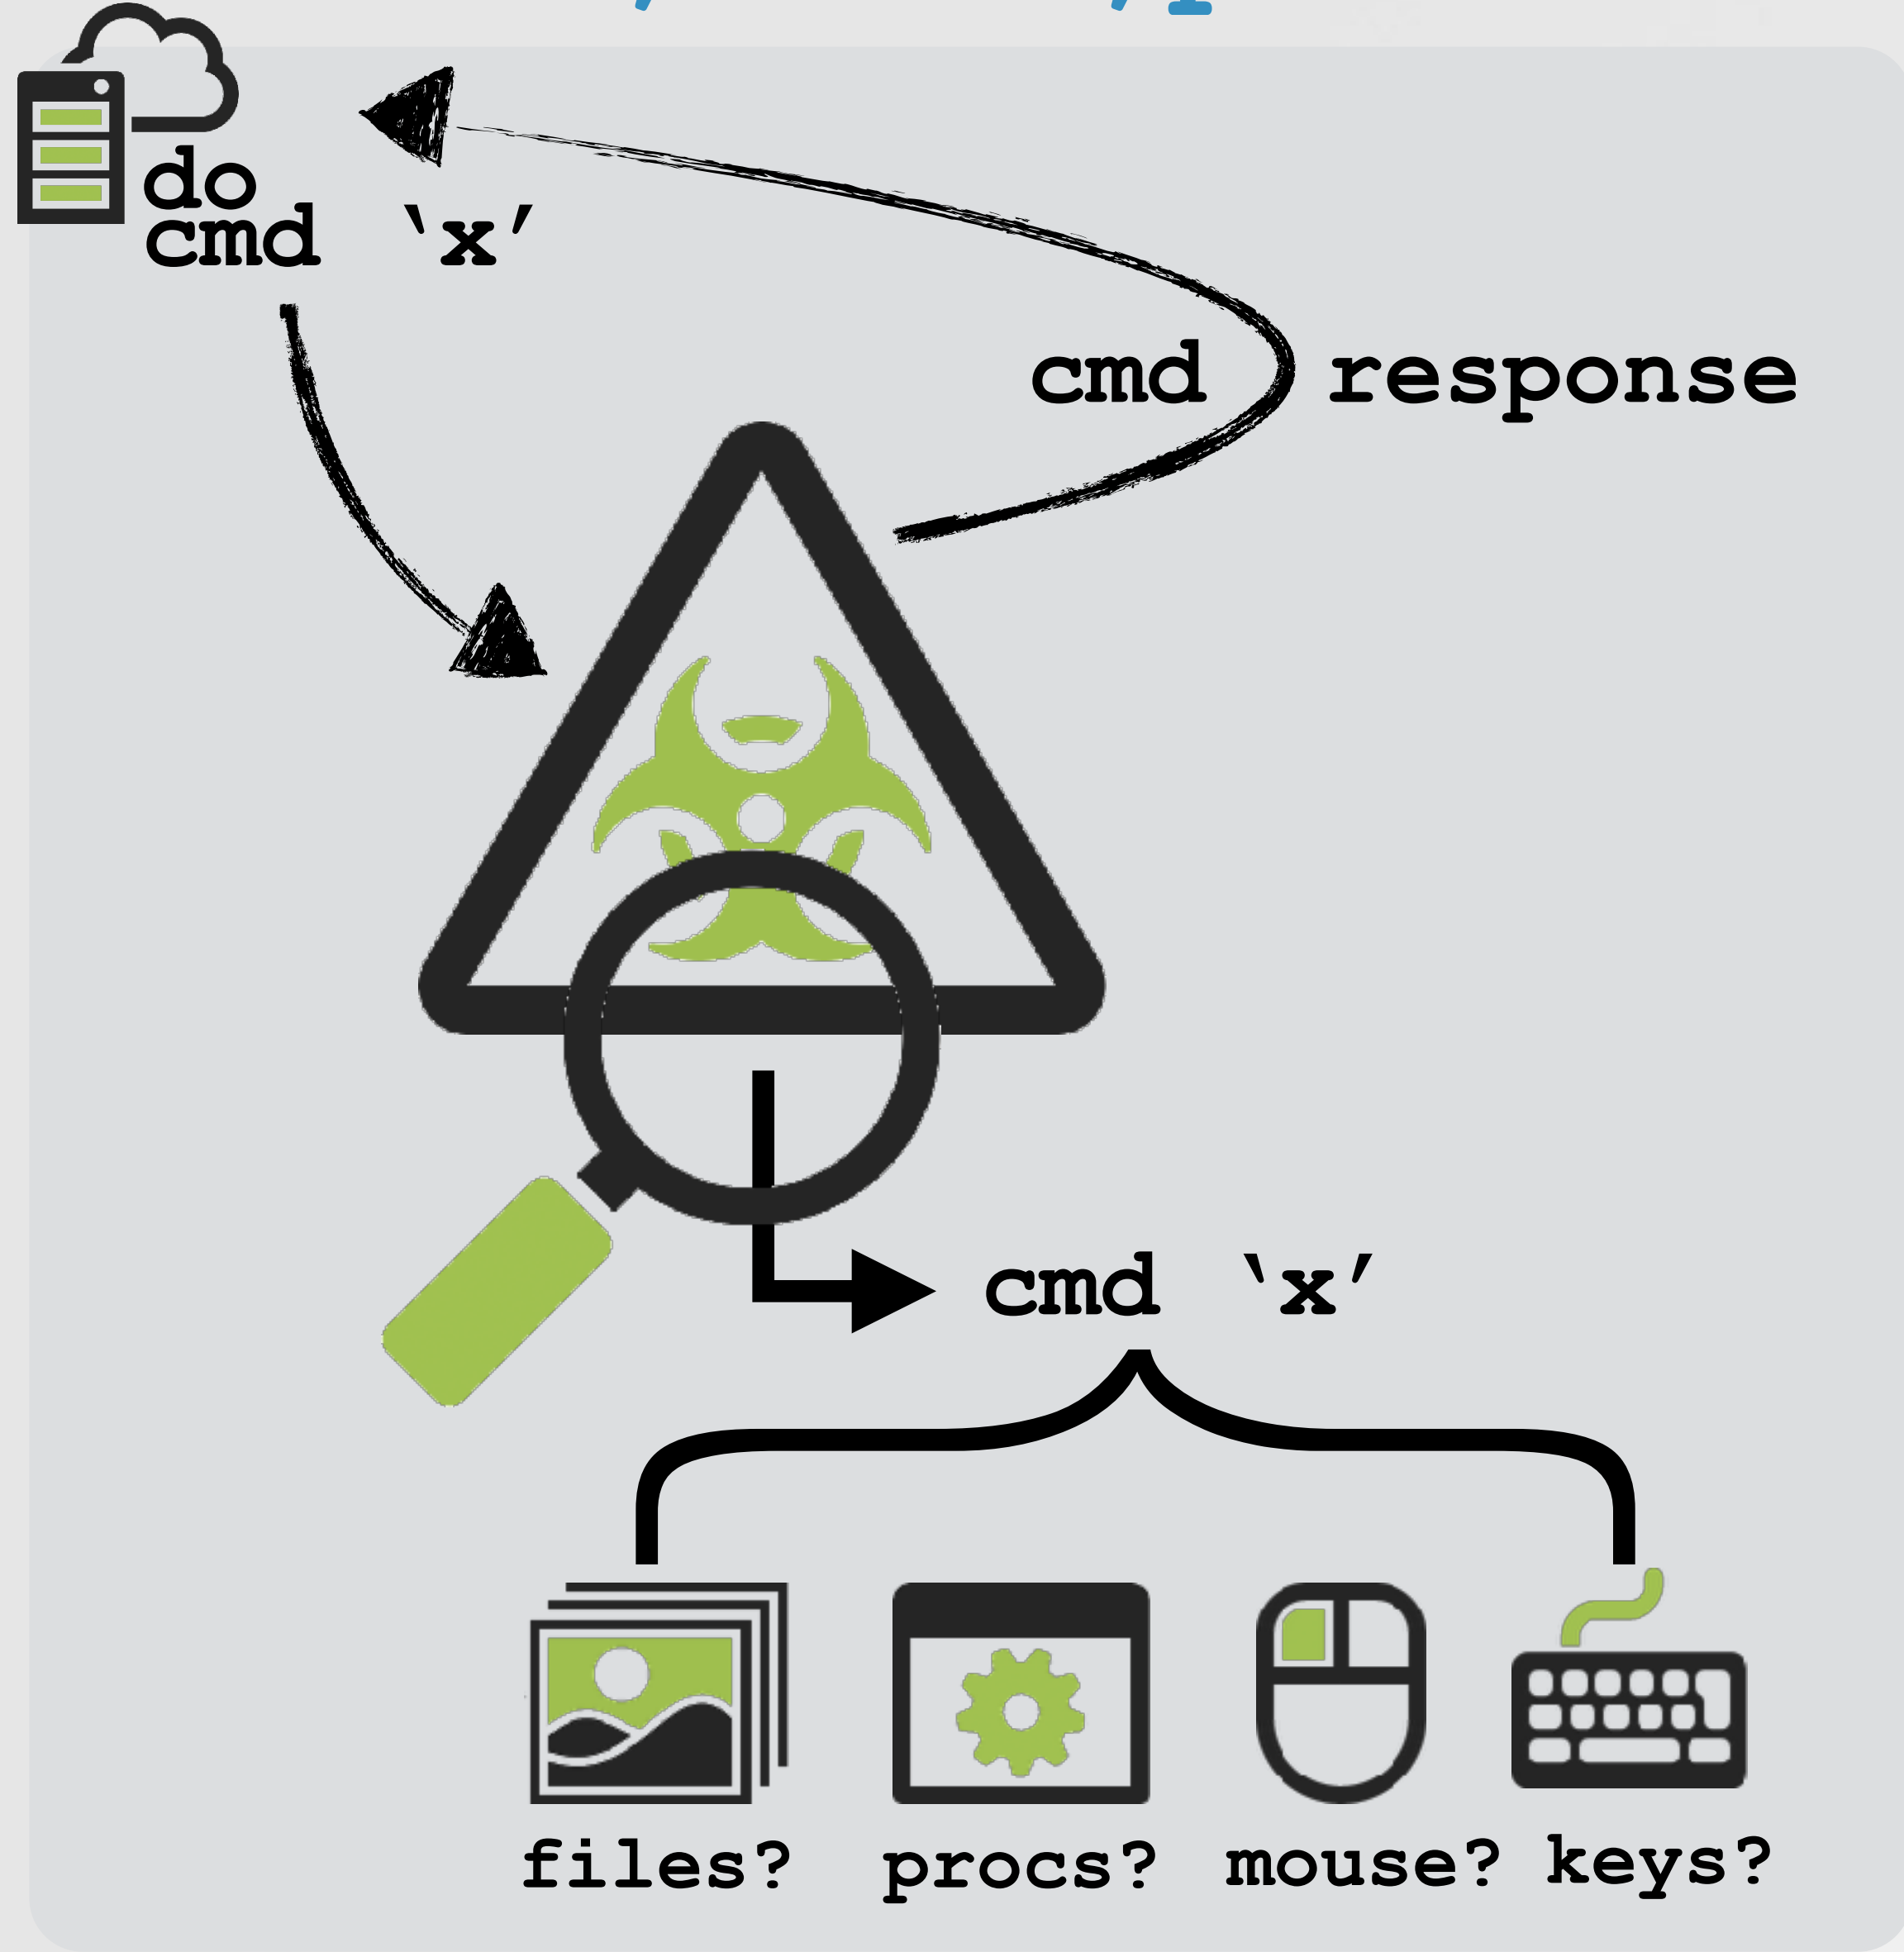 do
cmd ‘x’
cmd response
cmd ‘x’
files? procs? mouse? keys?